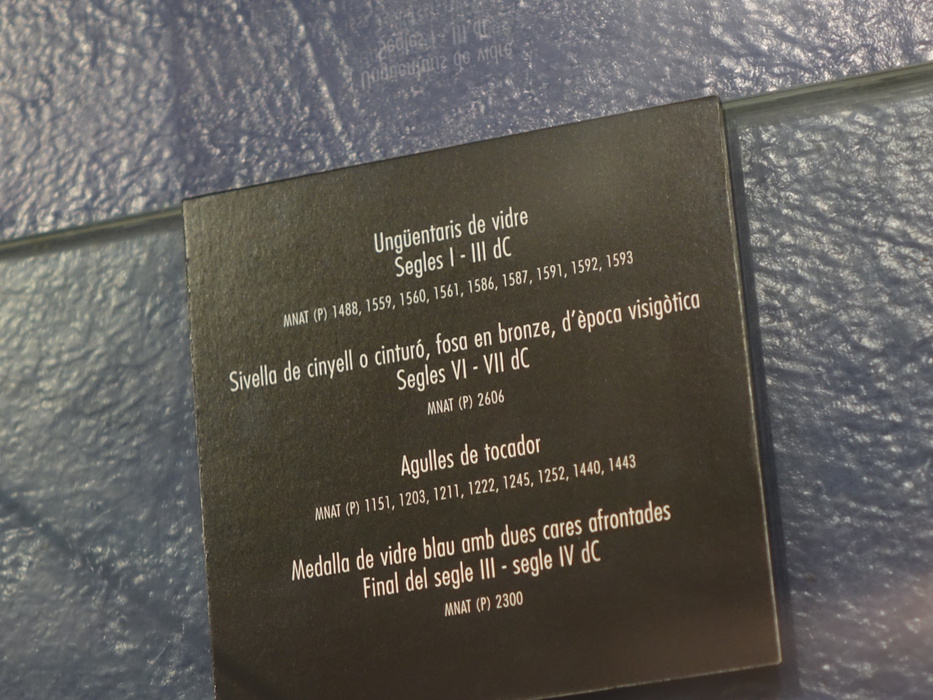 Ungüentaris de vidre
Segles I - III dC
MNAT (P) 1488, 1559, 1560, 1561, 1586, 1587, 1591, 1592, 1593
Sivella de cinyell o cinturó, fosa en bronze, d'època visigòtica
Segles VI - VII dC
MNAT (P) 2606
Agulles de tocador
MNAT (P) 1151, 1203, 1211, 1222, 1245, 1252, 1440, 1443
Medalla de vidre blau amb dues cares afrontades
Final del segle III - segle IV dC
MNAT (P) 2300